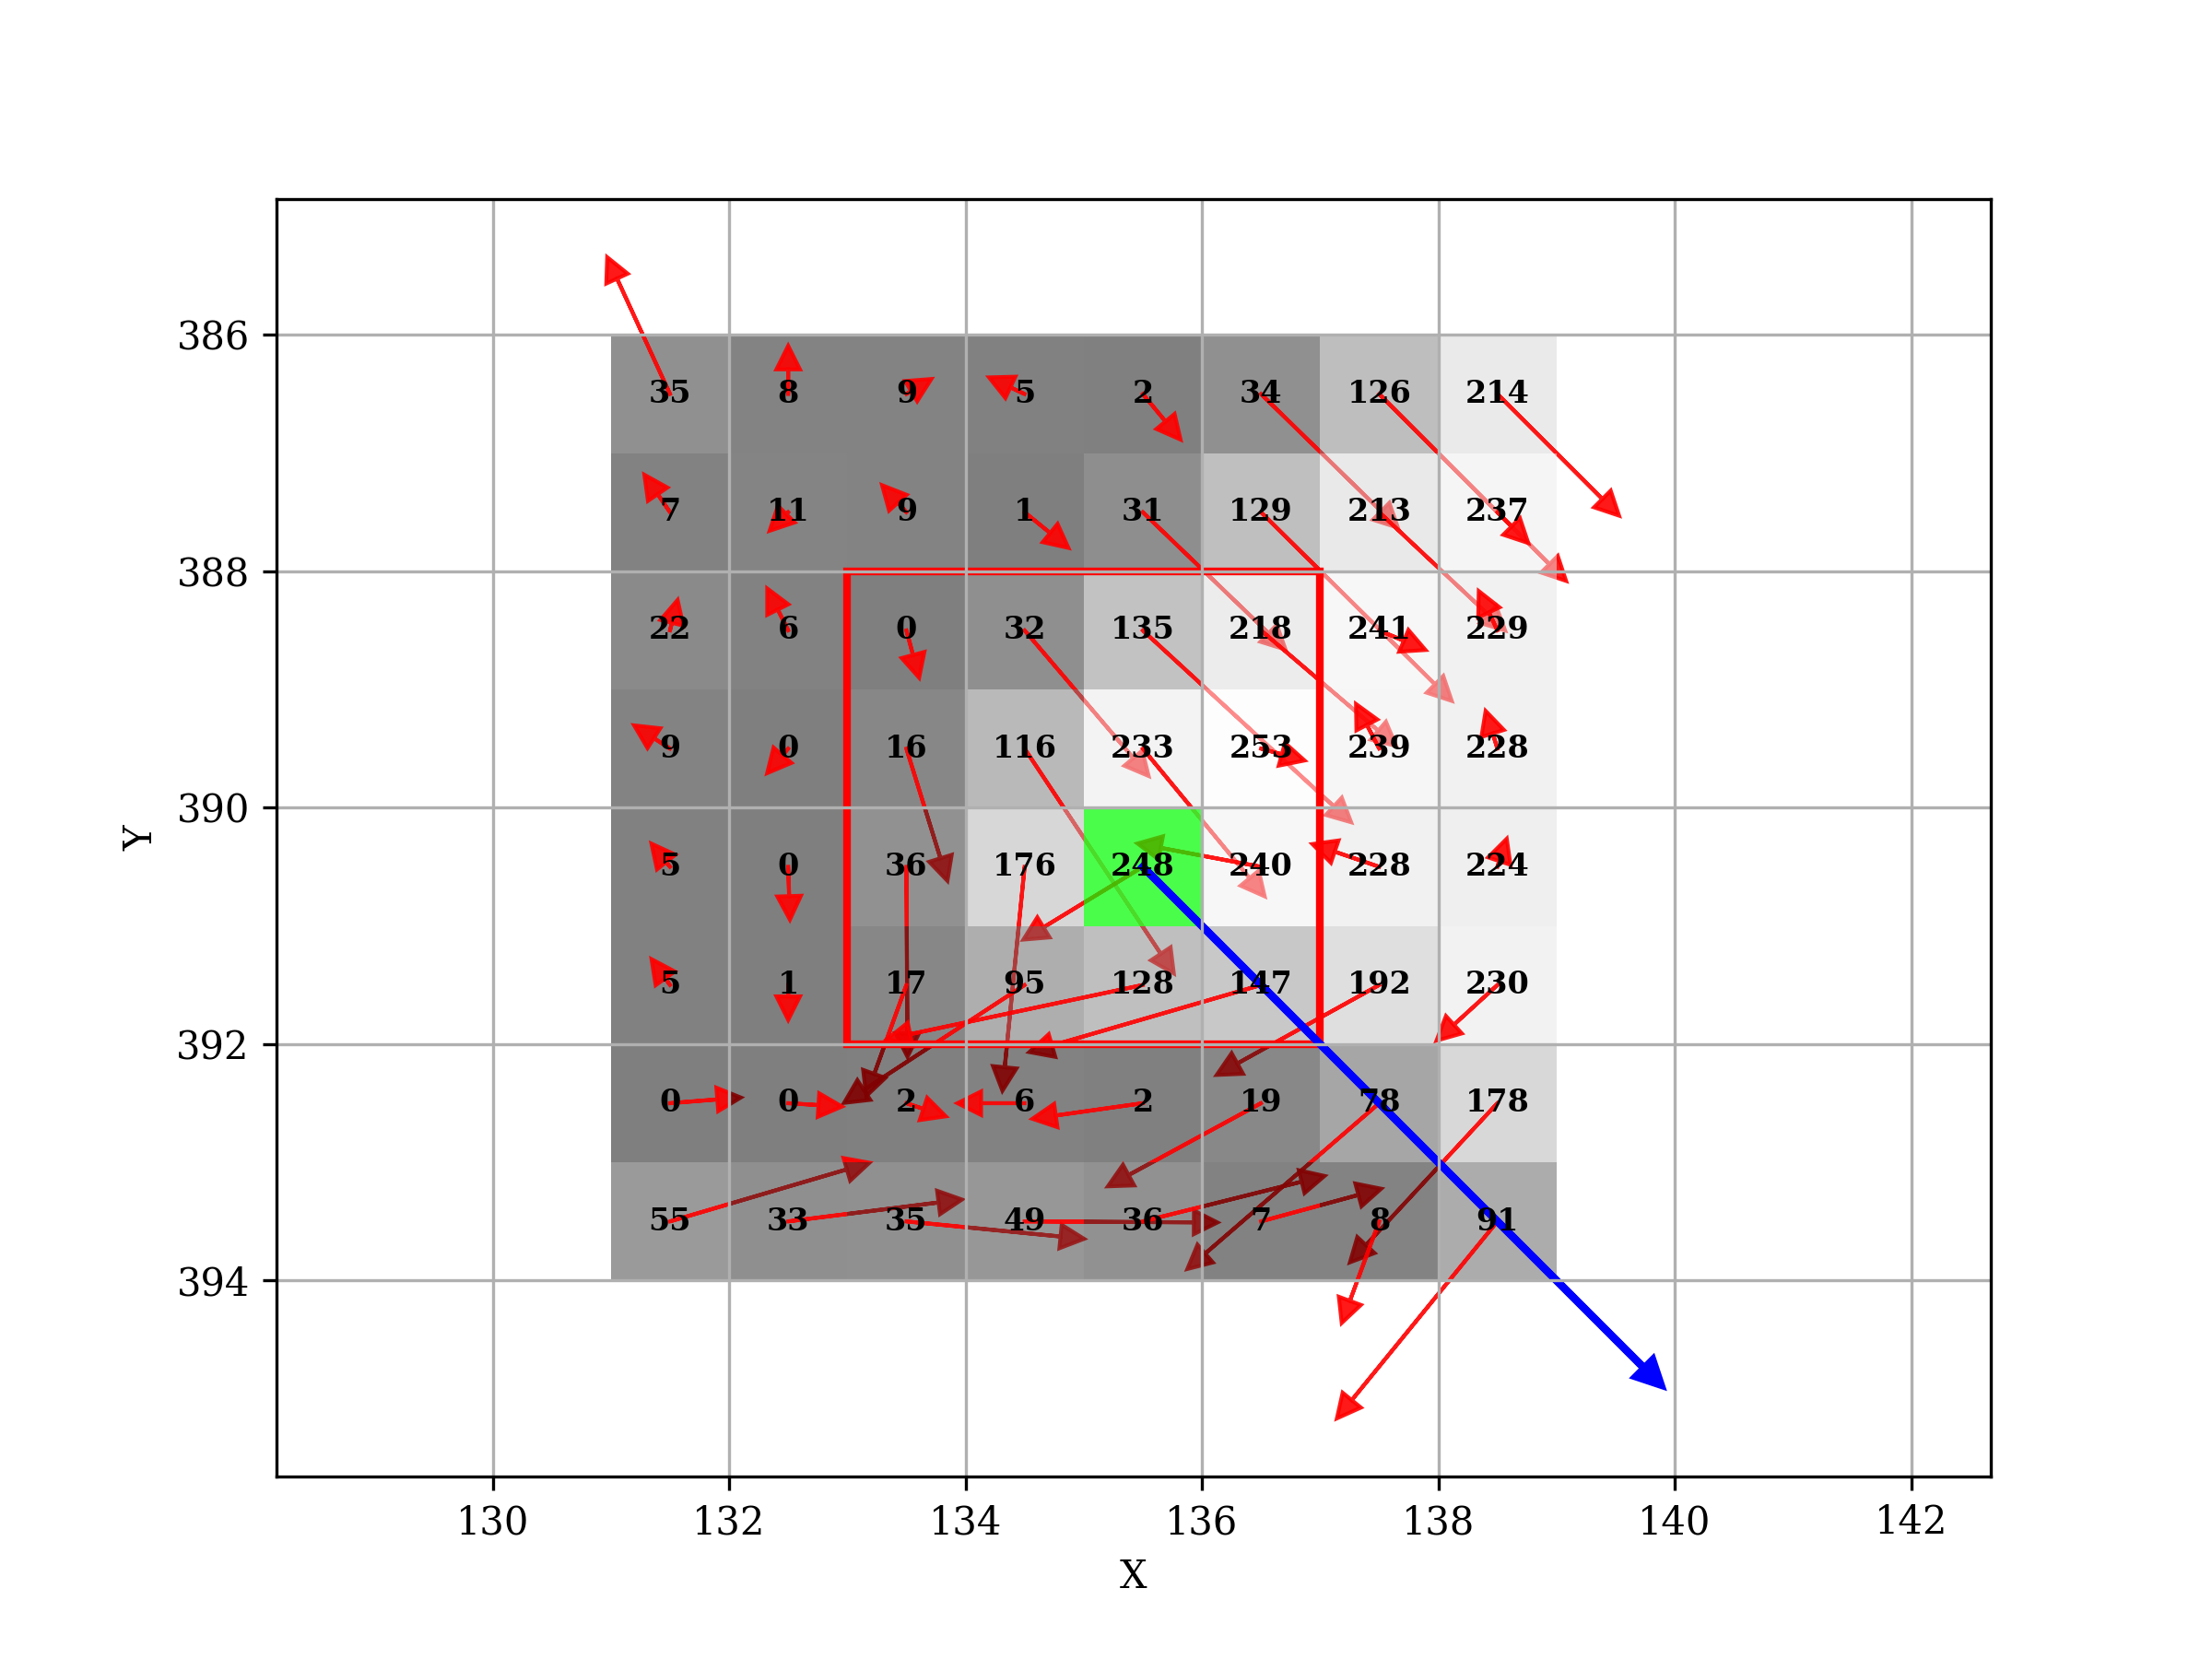 386
35 8 9 5 2 34 126 214
7 11 9 1 31 129 213 237
388
22 6 0 32 135 218 241 229
9 0 16 116 233 253 239 228
390
5 0 36 176 248 240 228 224
5 1 17 95 128 147 192 230
392
0 0 2 6 2 19 78 178
55 33 35 49 36 7 8 91
394
Y
130 132 134 136 138 140 142
X